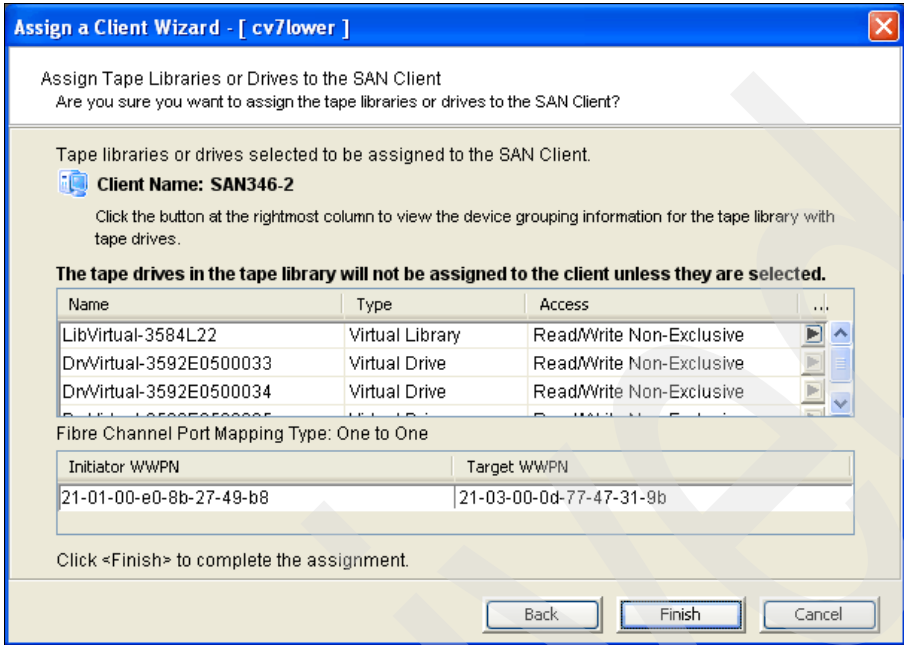 Assign a Client Wizard - [ cv7lower ]
Assign Tape Libraries or Drives to the SAN Client
Are you sure you want to assign the tape libraries or drives to the SAN Client?
Tape libraries or drives selected to be assigned to the SAN Client.
Client Name: SAN346-2
Click the button at the rightmost column to view the device grouping information for the tape library with
tape drives.
The tape drives in the tape library will not be assigned to the client unless they are selected.
Name Type Access ...
LibVirtual-3584L22 Virtual Library Read/Write Non-Exclusive
DrvVirtual-3592E0500033 Virtual Drive Read/Write Non-Exclusive
DrvVirtual-3592E0500034 Virtual Drive Read/Write Non-Exclusive
Fibre Channel Port Mapping Type: One to One
Initiator WWPN Target WWPN
21-01-00-e0-8b-27-49-b8 21-03-00-0d-77-47-31-9b
Click <Finish> to complete the assignment.
Back Finish Cancel